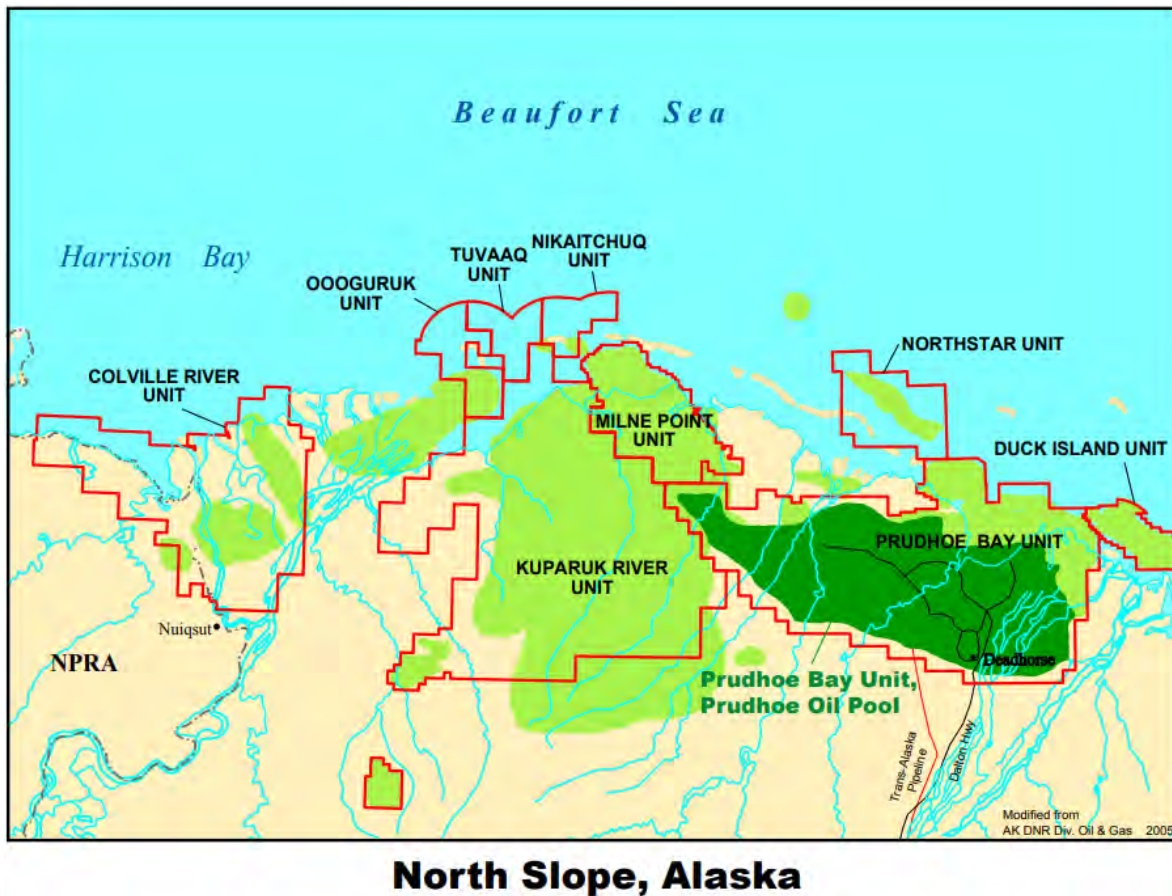 Beaufort Sea
Harrison Bay
NIKAITCHUQ
UNIT
TUVAAQ
UNIT
OOOGURUK
UNIT
NORTHSTAR UNIT
COLVILLE RIVER
UNIT
MILNE POINT
UNIT
DUCK ISLAND UNIT
PRUDHOE BAY UNIT
KUPARUK RIVER
UNIT
Nuiqsut
NPRA
Deadhorse
Prudhoe Bay Unit,
Prudhoe Oil Pool
Trans-Alaska
Pipeline
Dalton Hwy
Modified from
AK DNR Div. Oil & Gas 2005
North Slope, Alaska